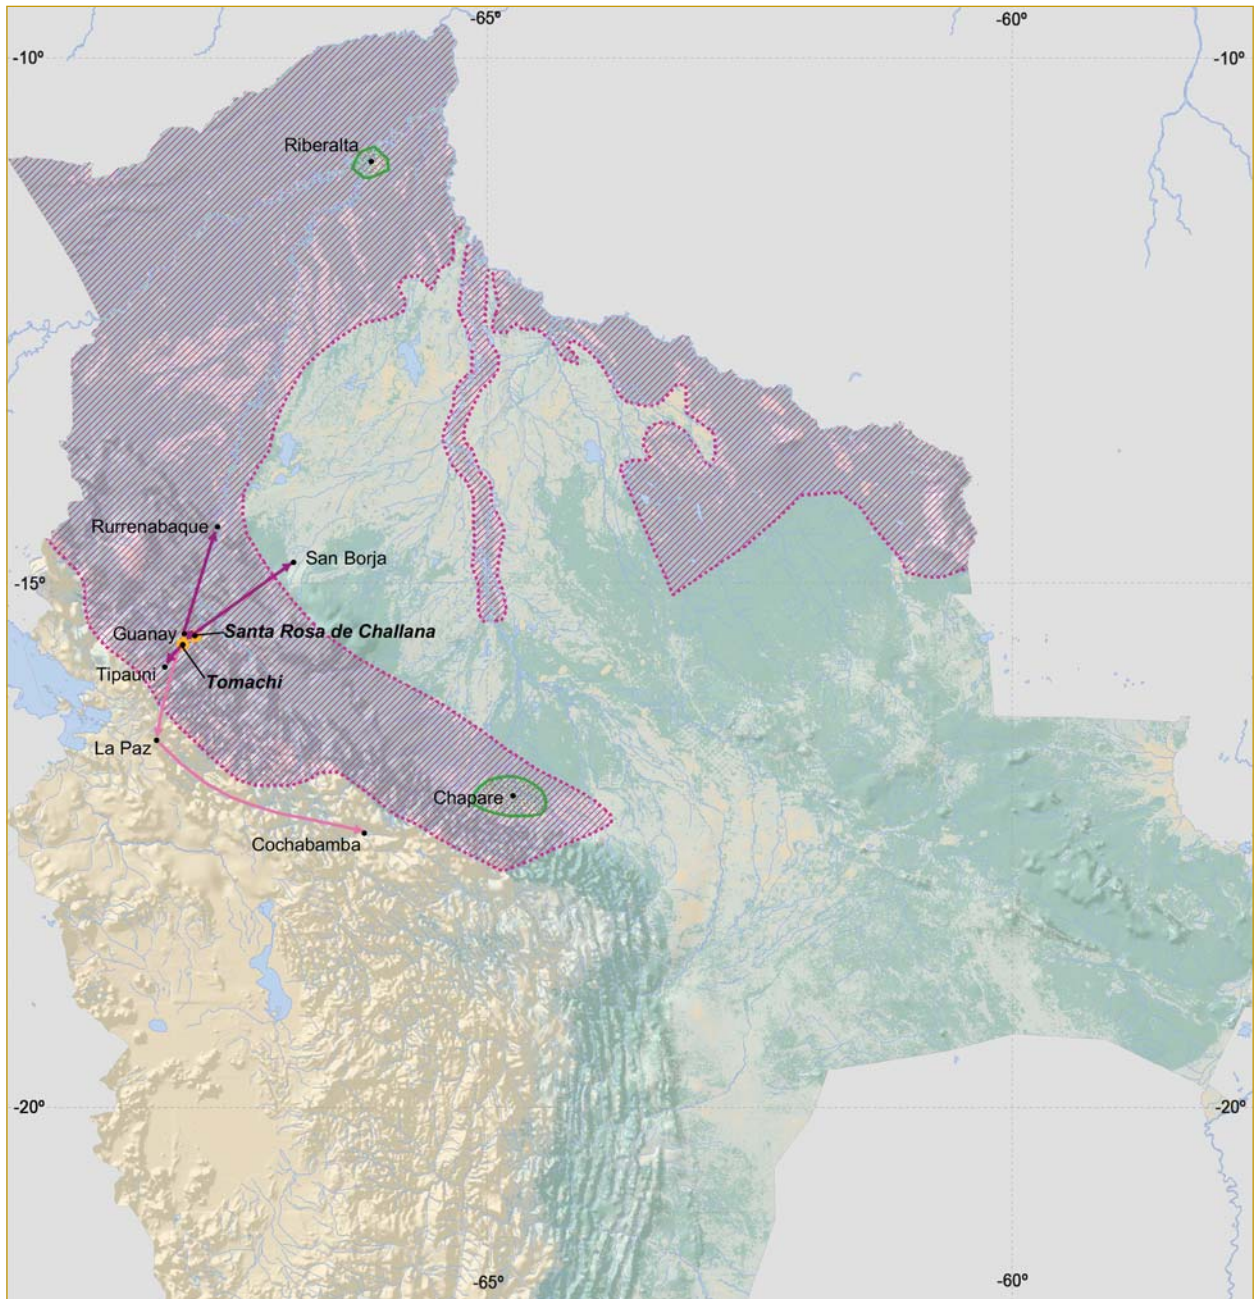 -65º
-60º
-10º
-10º
Riberalta
Rurrenabaque
San Borja
-15º
-15º
Guanay
Santa Rosa de Challana
Tipauni
Tomachi
La Paz
Chapare
Cochabamba
-20º
-20º
-65º
-60º